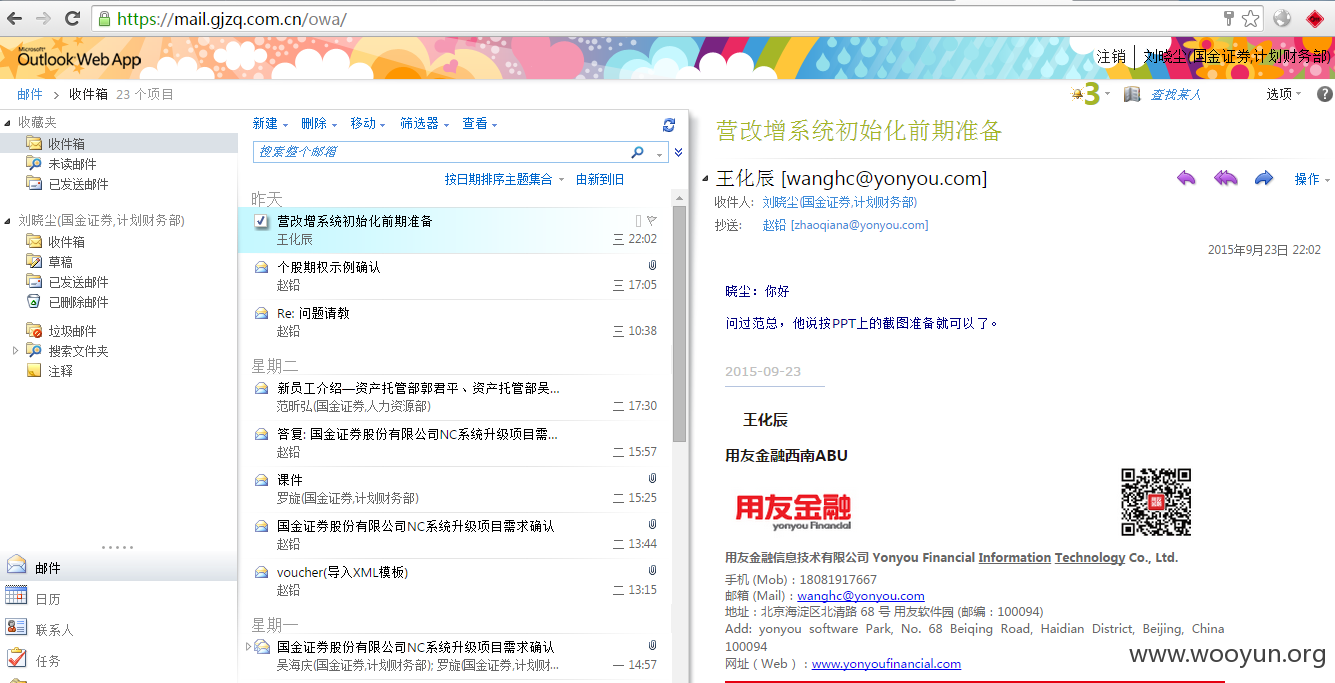 https://mail.gjzq.com.cn/owa/
Microsoft
Outlook Web App
注销 刘晓尘(国金证券,计划财务部)
邮件 > 收件箱 23 个项目
3 查找某人 选项
收藏夹
收件箱
未读邮件
已发送邮件
刘晓尘(国金证券,计划财务部)
收件箱
草稿
已发送邮件
已删除邮件
垃圾邮件
搜索文件夹
注释
邮件
日历
联系人
任务
新建 删除 移动 筛选器 查看
搜索整个邮箱
按日期排序主题集合 由新到旧
昨天
营改增系统初始化前期准备
王化辰 三 22:02
个股期权示例确认
赵铅 三 17:05
Re: 问题请教
赵铅 三 10:38
星期二
新员工介绍—资产托管部郭君平、资产托管部吴...
范昕弘(国金证券,人力资源部) 二 17:30
答复: 国金证券股份有限公司NC系统升级项目需...
赵铅 二 15:57
课件
罗旋(国金证券,计划财务部) 二 15:25
国金证券股份有限公司NC系统升级项目需求确认
赵铅 二 13:44
voucher(导入XML模板)
赵铅 二 13:15
星期一
国金证券股份有限公司NC系统升级项目需求确认
吴海庆(国金证券,计划财务部); 罗旋(国金证券,计划财... 一 14:57
营改增系统初始化前期准备
王化辰 [wanghc@yonyou.com]
操作
收件人: 刘晓尘(国金证券,计划财务部)
抄送: 赵铅 [zhaoqiana@yonyou.com]
2015年9月23日 22:02
晓尘：你好
问过范总，他说按PPT上的截图准备就可以了。
2015-09-23
王化辰
用友金融西南ABU
用友金融
yonyou Financial
用友金融信息技术有限公司 Yonyou Financial Information Technology Co., Ltd.
手机 (Mob)：18081917667
邮箱 (Mail)：wanghc@yonyou.com
地址：北京海淀区北清路 68 号 用友软件园 (邮编：100094)
Add: yonyou software Park, No. 68 Beiqing Road, Haidian District, Beijing, China
100094
网址 ( Web )：www.yonyoufinancial.com
www.wooyun.org